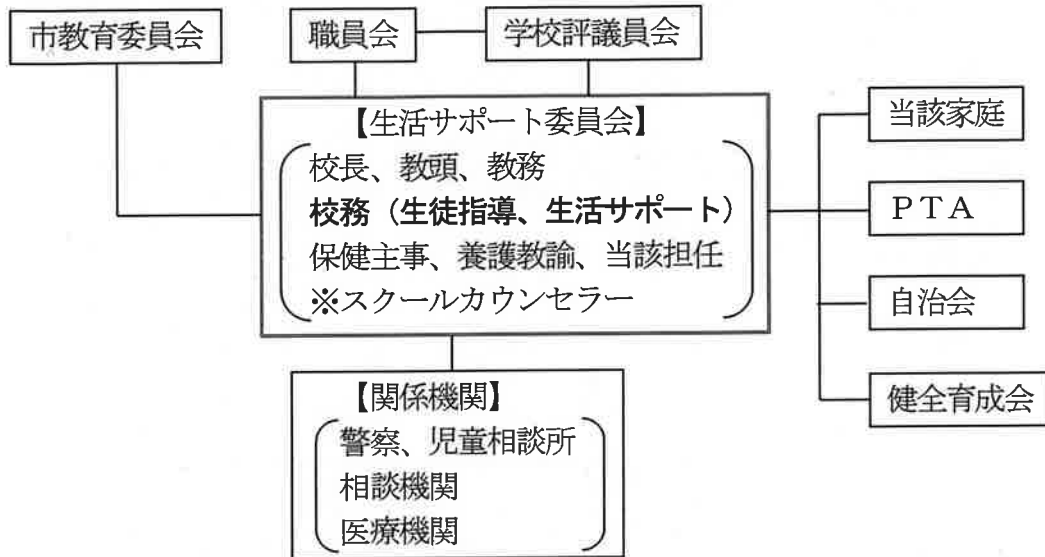 市教育委員会
職員会
学校評議員会
【生活サポート委員会】
校長、教頭、教務
校務(生徒指導、生活サポート)
保健主事、養護教諭、当該担任
※スクールカウンセラー
当該家庭
PTA
自治会
健全育成会
【関係機関】
警察、児童相談所
相談機関
医療機関